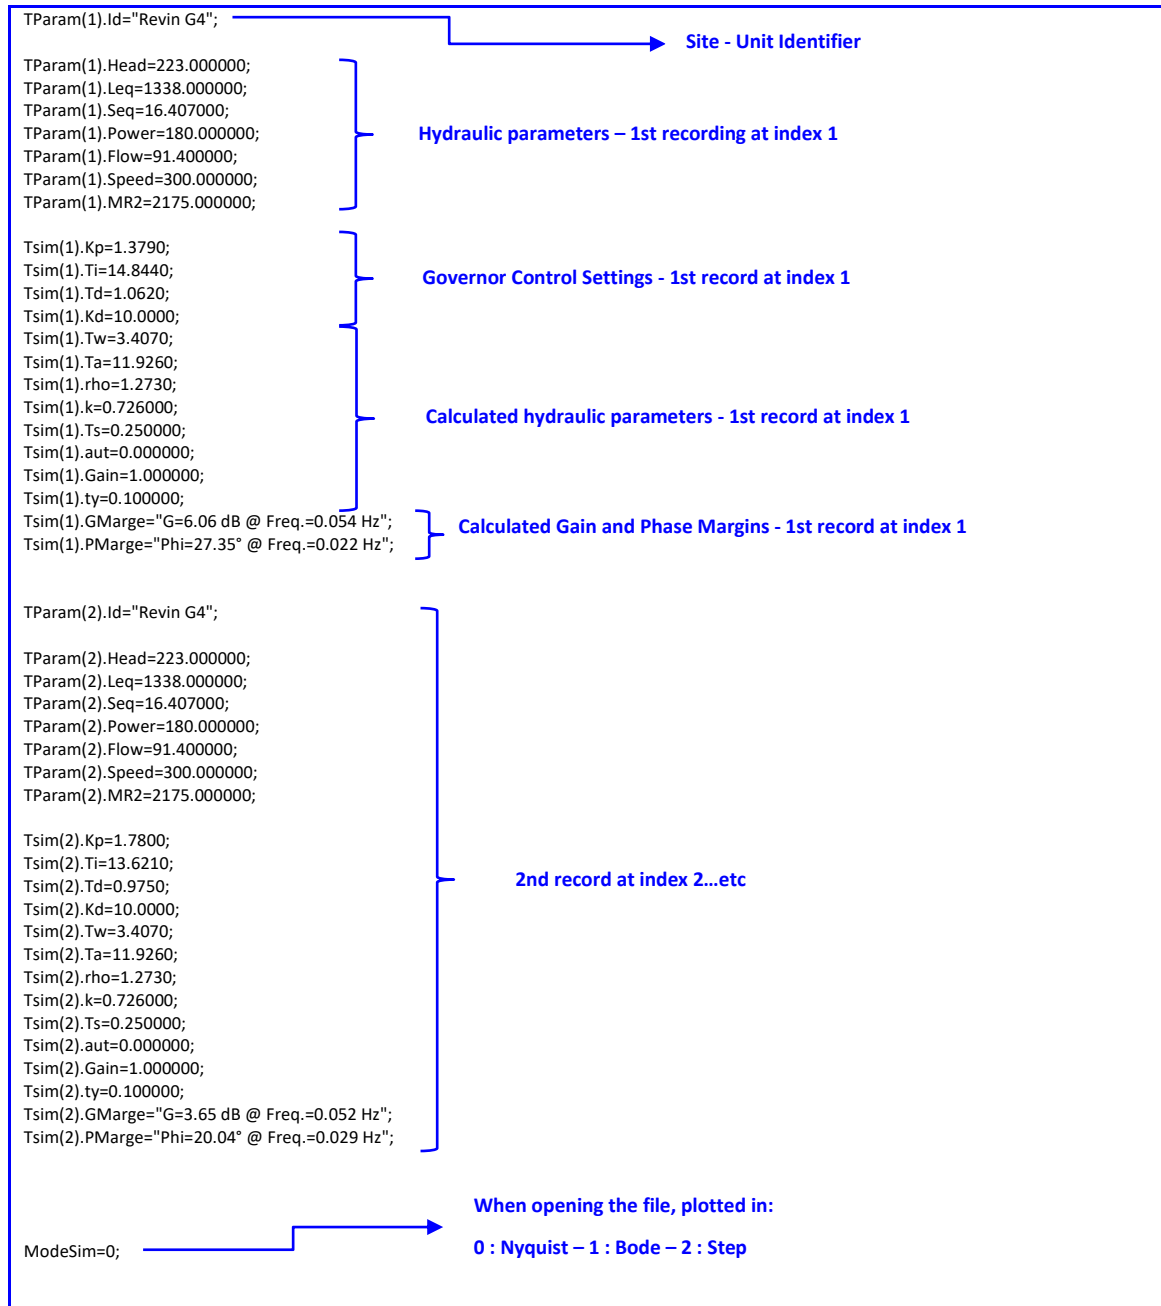 TParam(1).Id="Revin G4";
Site - Unit Identifier
TParam(1).Head=223.000000;
TParam(1).Leq=1338.000000;
TParam(1).Seq=16.407000;
TParam(1).Power=180.000000;
Hydraulic parameters – 1st recording at index 1
TParam(1).Flow=91.400000;
TParam(1).Speed=300.000000;
TParam(1).MR2=2175.000000;
Tsim(1).Kp=1.3790;
Tsim(1).Ti=14.8440;
Governor Control Settings - 1st record at index 1
Tsim(1).Td=1.0620;
Tsim(1).Kd=10.0000;
Tsim(1).Tw=3.4070;
Tsim(1).Ta=11.9260;
Tsim(1).rho=1.2730;
Tsim(1).k=0.726000;
Calculated hydraulic parameters - 1st record at index 1
Tsim(1).Ts=0.250000;
Tsim(1).aut=0.000000;
Tsim(1).Gain=1.000000;
Tsim(1).ty=0.100000;
Tsim(1).GMarge="G=6.06 dB @ Freq.=0.054 Hz";
Calculated Gain and Phase Margins - 1st record at index 1
Tsim(1).PMarge="Phi=27.35° @ Freq.=0.022 Hz";
TParam(2).Id="Revin G4";
TParam(2).Head=223.000000;
TParam(2).Leq=1338.000000;
TParam(2).Seq=16.407000;
TParam(2).Power=180.000000;
TParam(2).Flow=91.400000;
TParam(2).Speed=300.000000;
TParam(2).MR2=2175.000000;
Tsim(2).Kp=1.7800;
Tsim(2).Ti=13.6210;
Tsim(2).Td=0.9750;
2nd record at index 2...etc
Tsim(2).Kd=10.0000;
Tsim(2).Tw=3.4070;
Tsim(2).Ta=11.9260;
Tsim(2).rho=1.2730;
Tsim(2).k=0.726000;
Tsim(2).Ts=0.250000;
Tsim(2).aut=0.000000;
Tsim(2).Gain=1.000000;
Tsim(2).ty=0.100000;
Tsim(2).GMarge="G=3.65 dB @ Freq.=0.052 Hz";
Tsim(2).PMarge="Phi=20.04° @ Freq.=0.029 Hz";
When opening the file, plotted in:
ModeSim=0;
0 : Nyquist – 1 : Bode – 2 : Step